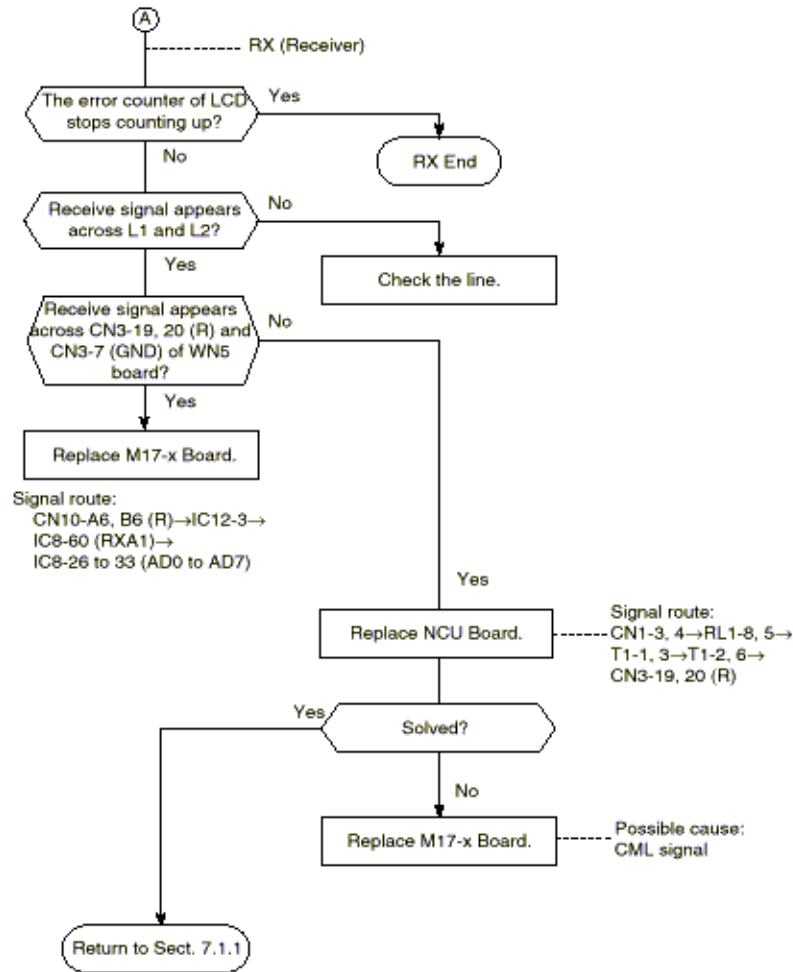 A
RX (Receiver)
The error counter of LCD
stops counting up?
Yes
RX End
No
Receive signal appears
across L1 and L2?
No
Check the line.
Yes
Receive signal appears
across CN3-19, 20 (R) and
CN3-7 (GND) of WN5
board?
No
Yes
Replace M17-x Board.
Signal route:
CN10-A6, B6 (R)→IC12-3→
IC8-60 (RXA1)→
IC8-26 to 33 (AD0 to AD7)
Yes
Replace NCU Board.
Signal route:
CN1-3, 4→RL1-8, 5→
T1-1, 3→T1-2, 6→
CN3-19, 20 (R)
Yes
Solved?
No
Replace M17-x Board.
Possible cause:
CML signal
Return to Sect. 7.1.1